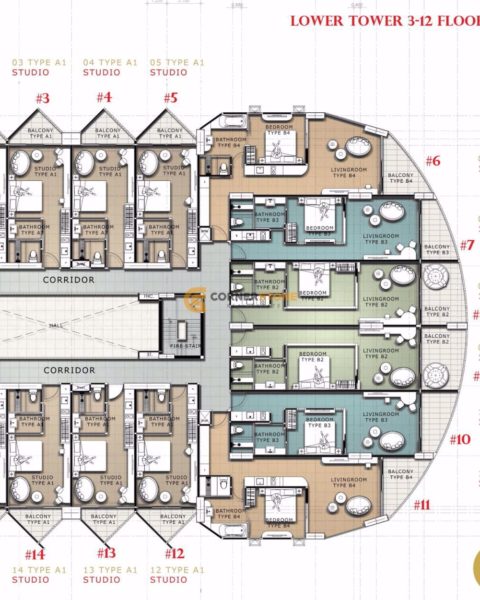 LOWER TOWER 3-12 FLOOR
03 TYPE A1
STUDIO
04 TYPE A1
STUDIO
05 TYPE A1
STUDIO
#3
#4
#5
BALCONY
TYPE A1
BALCONY
TYPE A1
BALCONY
TYPE A1
STUDIO
TYPE A1
STUDIO
TYPE A1
STUDIO
TYPE A1
BATHROOM
TYPE A1
BATHROOM
TYPE A1
BATHROOM
TYPE A1
BATHROOM
TYPE B4
BEDROOM
TYPE B4
LIVINGROOM
TYPE B4
BALCONY
TYPE B4
#6
BATHROOM
TYPE B3
BEDROOM
TYPE B3
LIVINGROOM
TYPE B3
BALCONY
TYPE B3
#7
CORRIDOR
HALL
FIRE STAIR
CORRIDOR
BATHROOM
TYPE B2
BEDROOM
TYPE B2
LIVINGROOM
TYPE B2
BALCONY
TYPE B2
BATHROOM
TYPE B2
BEDROOM
TYPE B2
LIVINGROOM
TYPE B2
BALCONY
TYPE B2
BATHROOM
TYPE B3
BEDROOM
TYPE B3
LIVINGROOM
TYPE B3
BALCONY
TYPE B3
#10
BATHROOM
TYPE B4
BEDROOM
TYPE B4
LIVINGROOM
TYPE B4
BALCONY
TYPE B4
#11
BATHROOM
TYPE A1
BATHROOM
TYPE A1
BATHROOM
TYPE A1
STUDIO
TYPE A1
STUDIO
TYPE A1
STUDIO
TYPE A1
BALCONY
TYPE A1
BALCONY
TYPE A1
BALCONY
TYPE A1
#14
#13
#12
14 TYPE A1
STUDIO
13 TYPE A1
STUDIO
12 TYPE A1
STUDIO